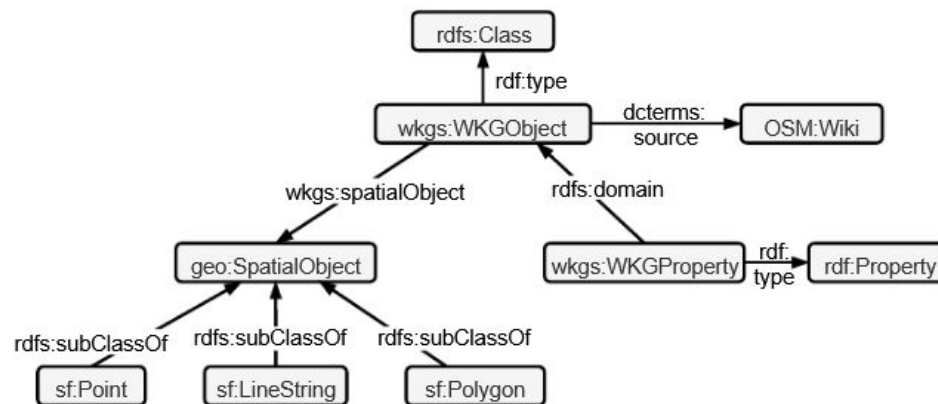 rdfs:Class
rdf:type
wkgs:WKGObject
dcterms:
source
OSM:Wiki
wkgs:spatialObject
rdfs:domain
geo:SpatialObject
wkgs:WKGProperty
rdf:
type
rdf:Property
rdfs:subClassOf
rdfs:subClassOf
rdfs:subClassOf
sf:Point
sf:LineString
sf:Polygon